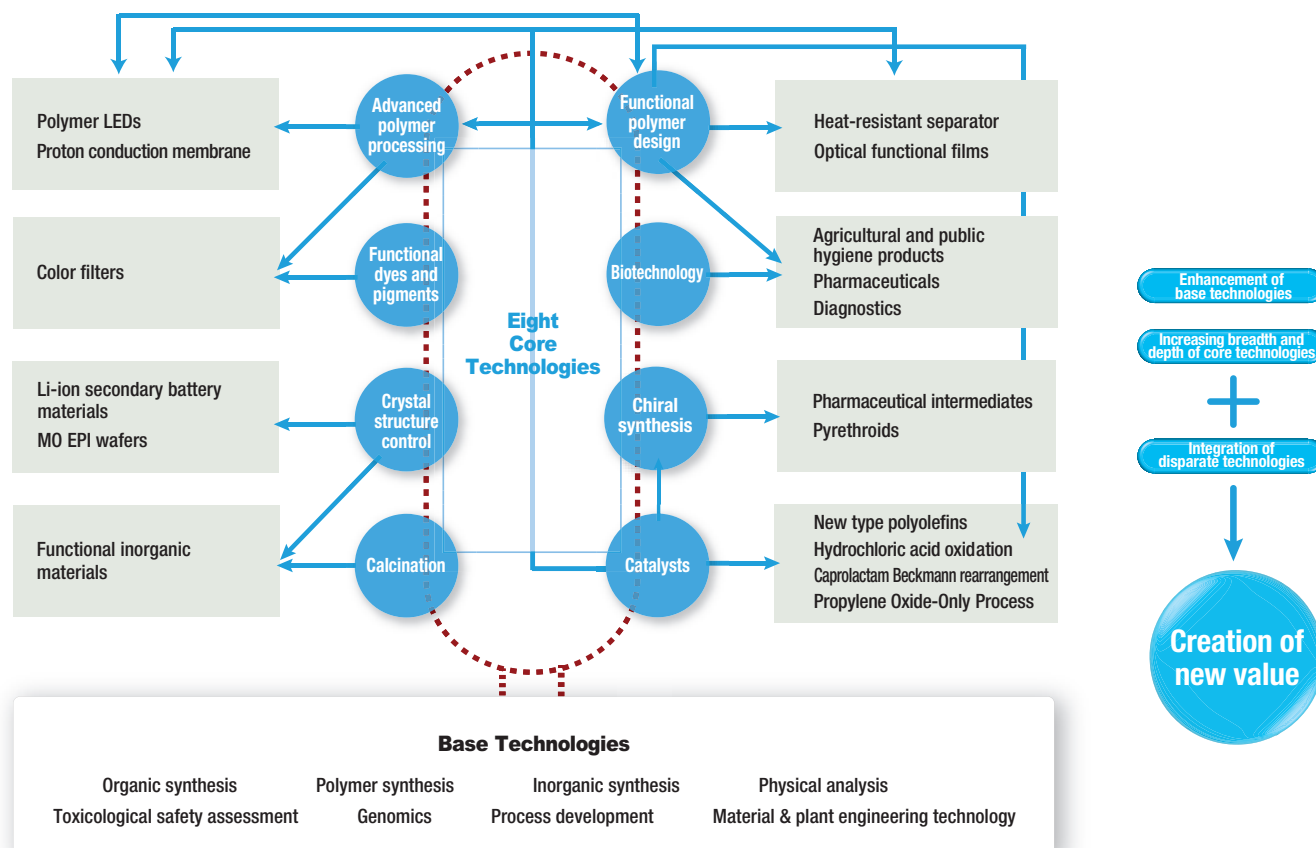 Polymer LEDs
Proton conduction membrane
Color filters
Li-ion secondary battery
materials
MO EPI wafers
Functional inorganic
materials
Advanced
polymer
processing
Functional
dyes and
pigments
Crystal
structure
control
Calcination
Eight
Core
Technologies
Functional
polymer
design
Biotechnology
Chiral
synthesis
Catalysts
Heat-resistant separator
Optical functional films
Agricultural and public
hygiene products
Pharmaceuticals
Diagnostics
Pharmaceutical intermediates
Pyrethroids
New type polyolefins
Hydrochloric acid oxidation
Caprolactam Beckmann rearrangement
Propylene Oxide-Only Process
Enhancement of
base technologies
Increasing breadth and
depth of core technologies
+
Integration of
disparate technologies
Creation of
new value
Base Technologies
Organic synthesis Polymer synthesis Inorganic synthesis Physical analysis
Toxicological safety assessment Genomics Process development Material & plant engineering technology